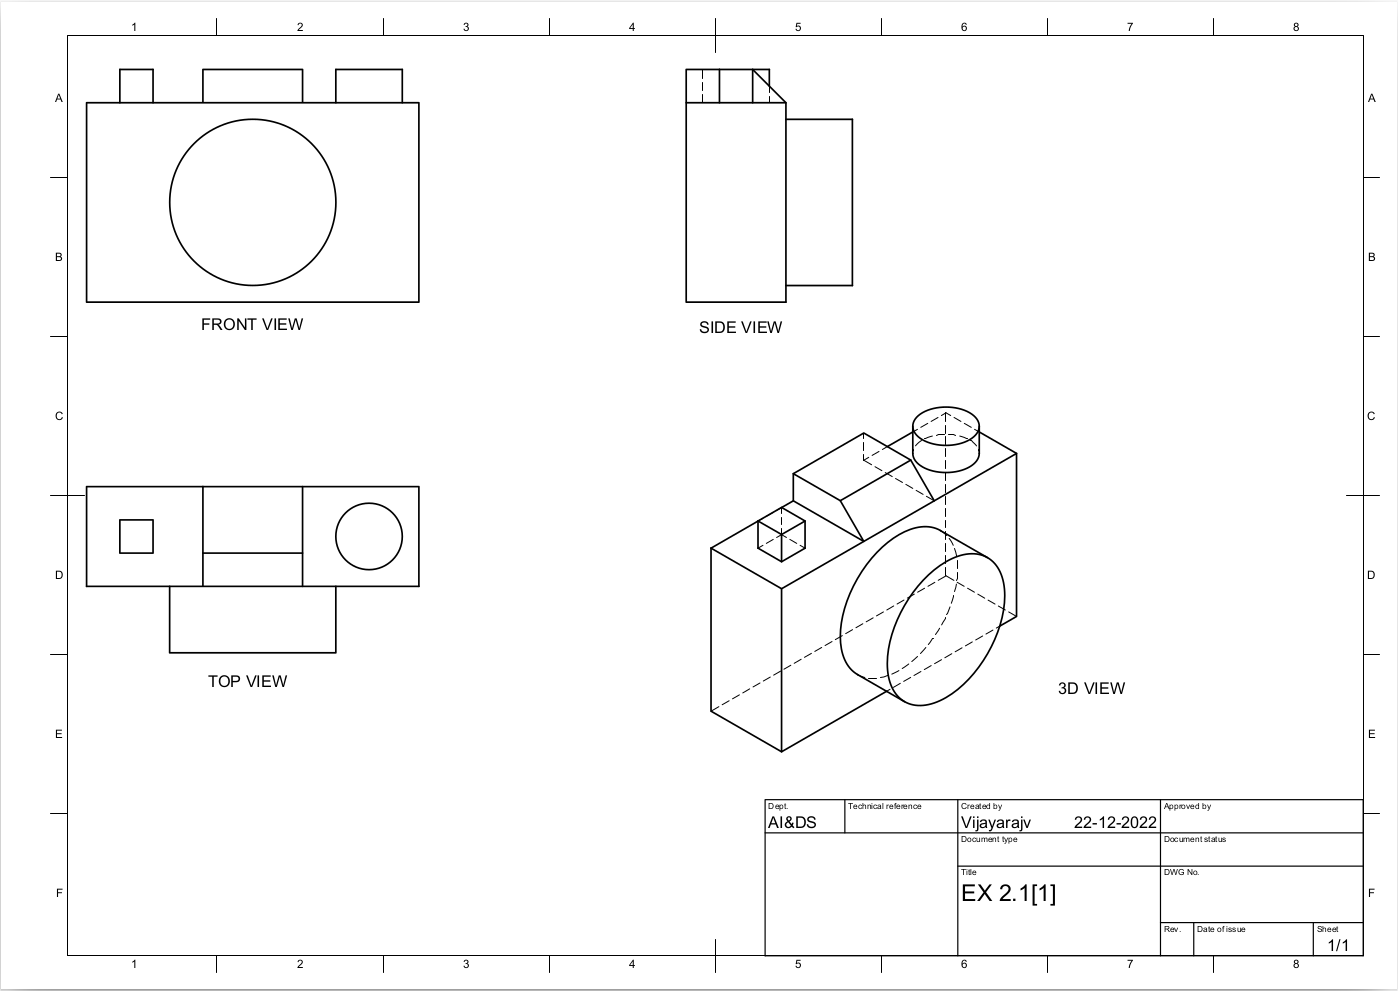 1 2 3 4 5 6 7 8
A A
B B
FRONT VIEW
SIDE VIEW
C C
D D
TOP VIEW
3D VIEW
E E
Dept. Technical reference Created by Approved by
AI&DS Vijayarajv 22-12-2022
Document type Document status
Title DWG No.
EX 2.1[1]
F F
Rev. Date of issue Sheet
1/1
1 2 3 4 5 6 7 8